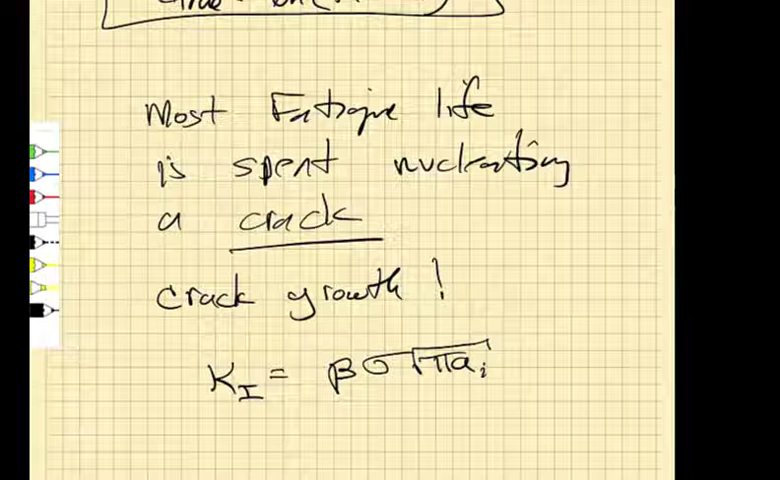 Most Fatigue life
is spent nucleating
a crack
crack growth!
K_I = βσ√πa_i